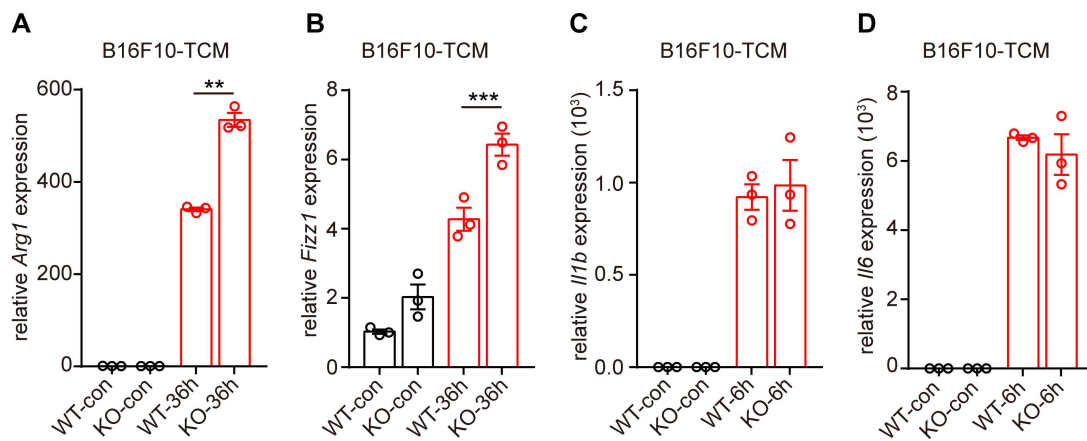 A
B16F10-TCM
relative Arg1 expression
600
400
200
0
**
WT-con
KO-con
WT-36h
KO-36h
B
B16F10-TCM
relative Fizz1 expression
8
6
4
2
0
***
WT-con
KO-con
WT-36h
KO-36h
C
B16F10-TCM
relative Il1b expression (10³)
1.5
1.0
0.5
0.0
WT-con
KO-con
WT-6h
KO-6h
D
B16F10-TCM
relative Il6 expression (10³)
8
6
4
2
0
WT-con
KO-con
WT-6h
KO-6h